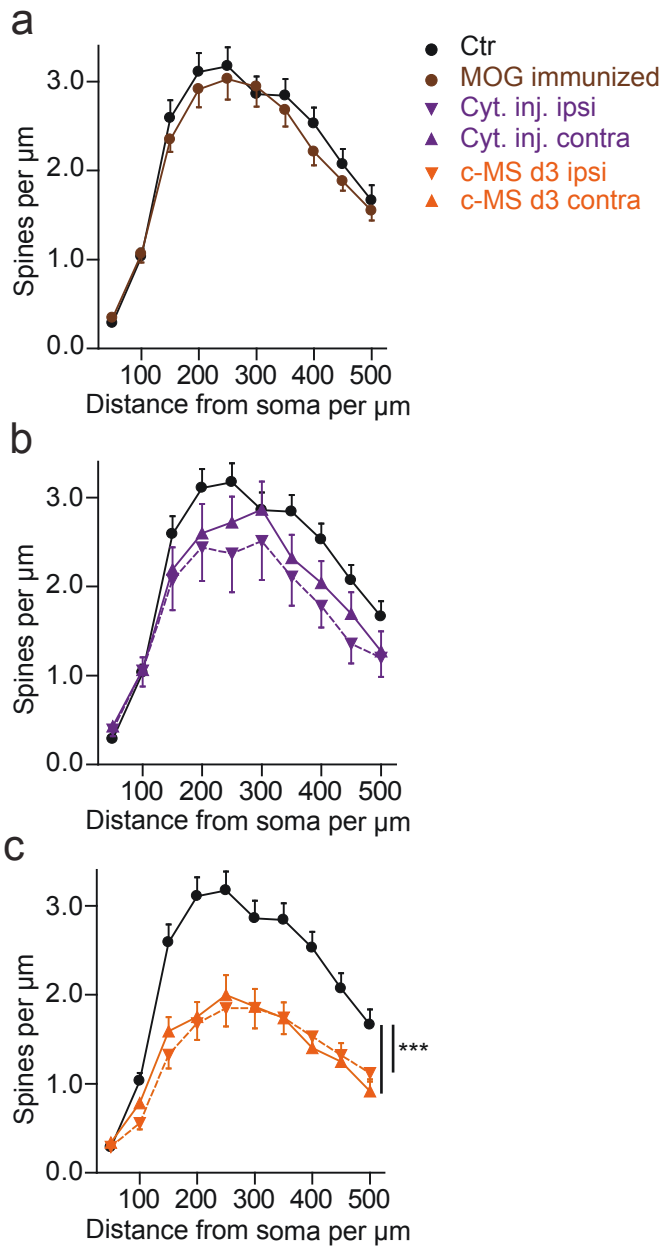 a
Ctr
MOG immunized
Cyt. inj. ipsi
Cyt. inj. contra
c-MS d3 ipsi
c-MS d3 contra
3.0
2.0
1.0
0.0
Spines per µm
100 200 300 400 500
Distance from soma per µm
b
3.0
2.0
1.0
0.0
Spines per µm
100 200 300 400 500
Distance from soma per µm
c
3.0
2.0
1.0
0.0
Spines per µm
***
100 200 300 400 500
Distance from soma per µm